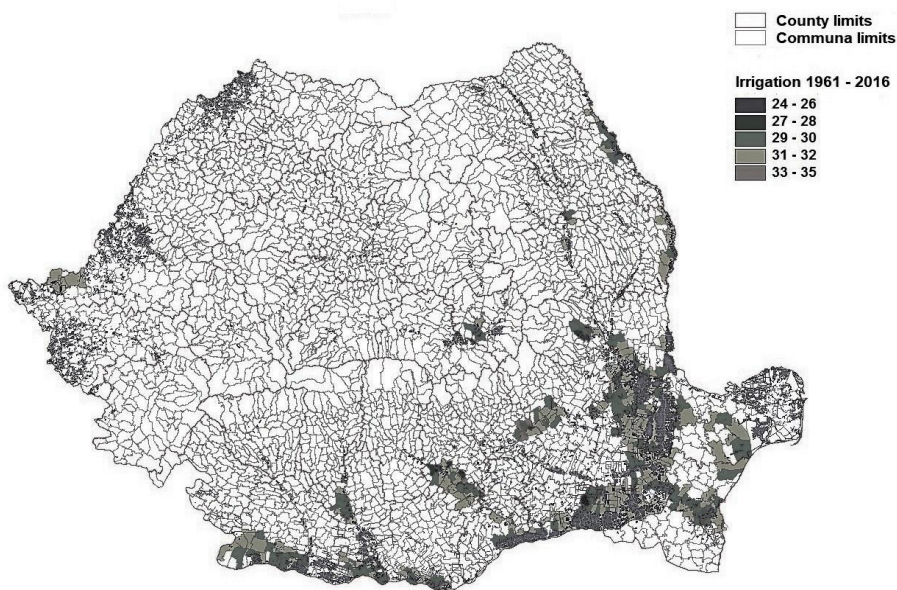 County limits
Communa limits
Irrigation 1961 - 2016
24 - 26
27 - 28
29 - 30
31 - 32
33 - 35